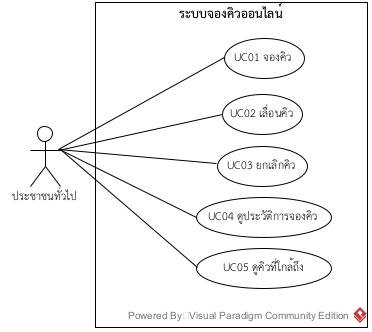 ระบบจองคิวออนไลน์
UC01 จองคิว
UC02 เลื่อนคิว
UC03 ยกเลิกคิว
ประชาชนทั่วไป
UC04 ดูประวัติการจองคิว
UC05 ดูคิวที่ใกล้ถึง
Powered By Visual Paradigm Community Edition